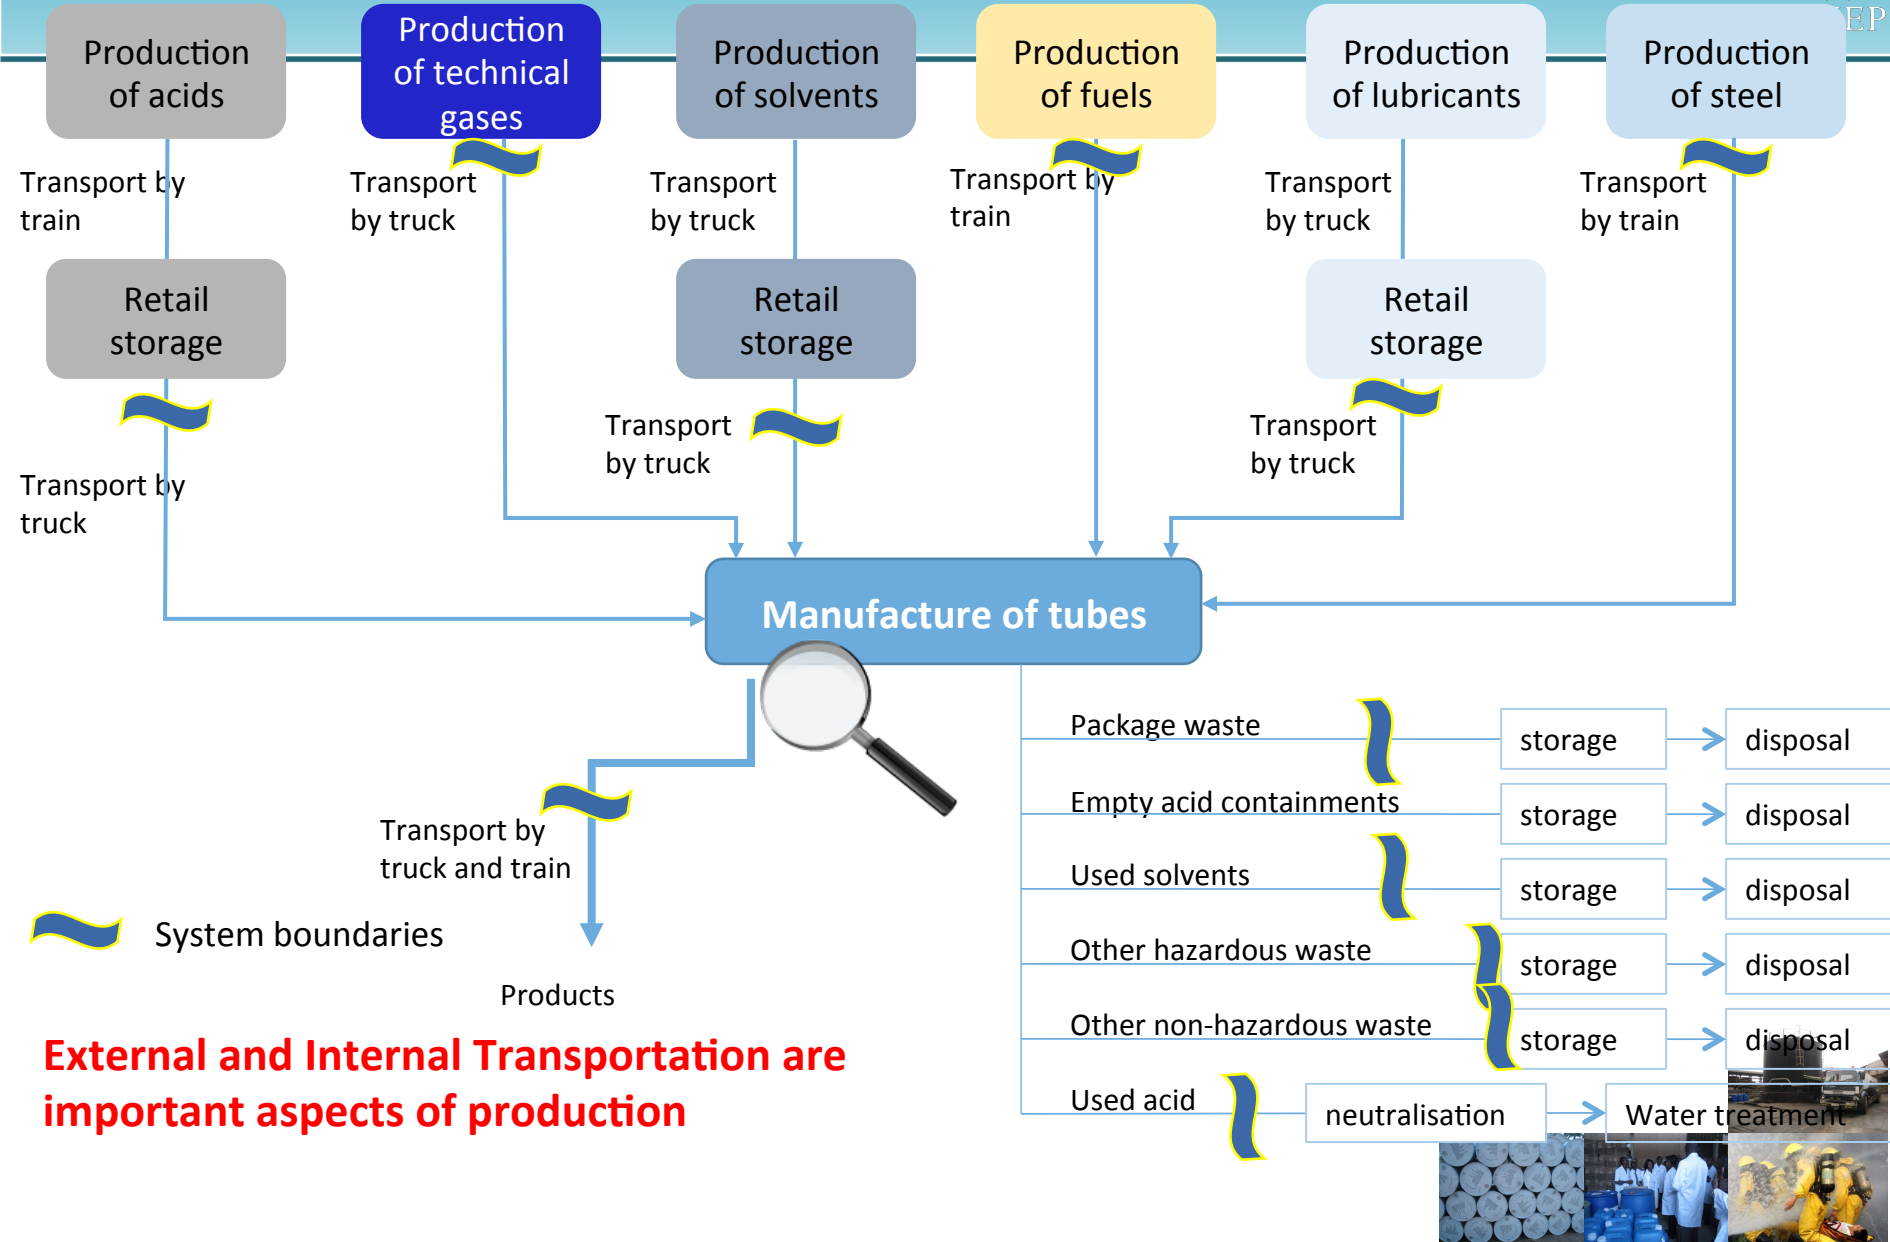 EP
Production
of acids
Production
of technical
gases
Production
of solvents
Production
of fuels
Production
of lubricants
Production
of steel
Transport by
train
Transport
by truck
Transport
by truck
Transport by
train
Transport
by truck
Transport
by train
Retail
storage
Retail
storage
Retail
storage
Transport by
truck
Transport
by truck
Transport
by truck
Manufacture of tubes
Transport by
truck and train
System boundaries
Products
External and Internal Transportation are
important aspects of production
Package waste
storage
disposal
Empty acid containments
storage
disposal
Used solvents
storage
disposal
Other hazardous waste
storage
disposal
Other non-hazardous waste
storage
disposal
Used acid
neutralisation
Water treatment